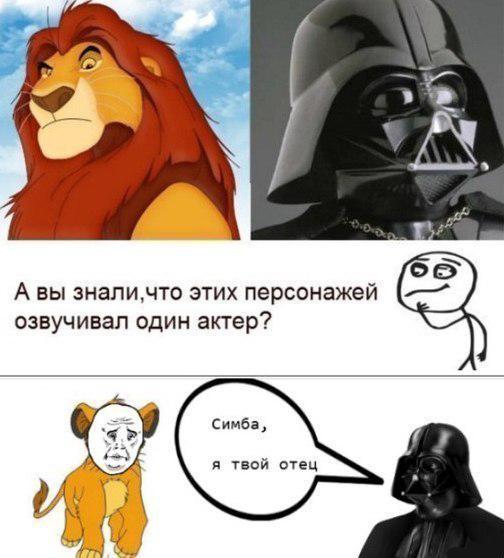 А вы знали,что этих персонажей
озвучивал один актер?
Симба,
я твой отец